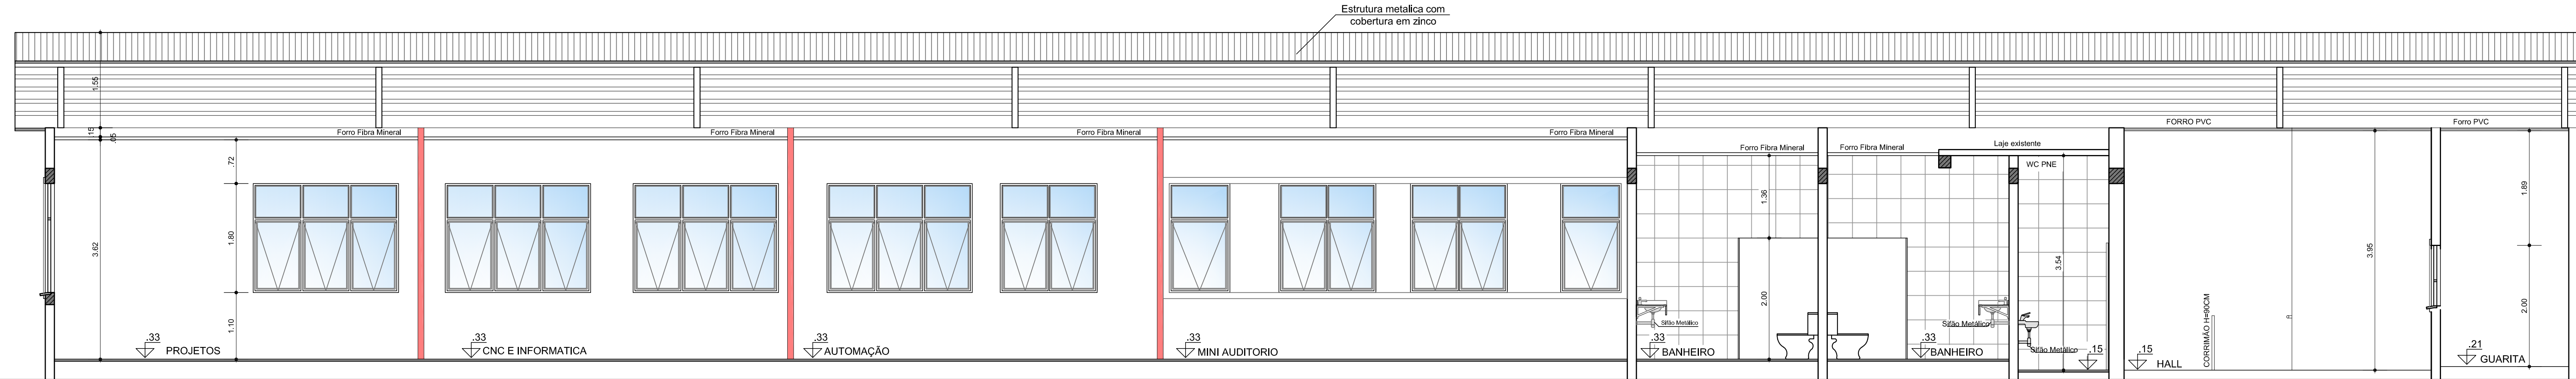 Estrutura metalica com
cobertura em zinco
1.55
.15
.05
Forro Fibra Mineral
Forro Fibra Mineral
Forro Fibra Mineral
Forro Fibra Mineral
Forro Fibra Mineral
Forro Fibra Mineral
Laje existente
FORRO PVC
Forro PVC
WC PNE
.72
3.62
1.80
1.10
1.36
2.00
3.54
3.95
1.89
2.00
Sifão Metálico
Sifão Metálico
Sifão Metálico
CORRIMÃO H=90CM
.33
PROJETOS
.33
CNC E INFORMATICA
.33
AUTOMAÇÃO
.33
MINI AUDITORIO
.33
BANHEIRO
.33
BANHEIRO
.15
.15
HALL
.21
GUARITA